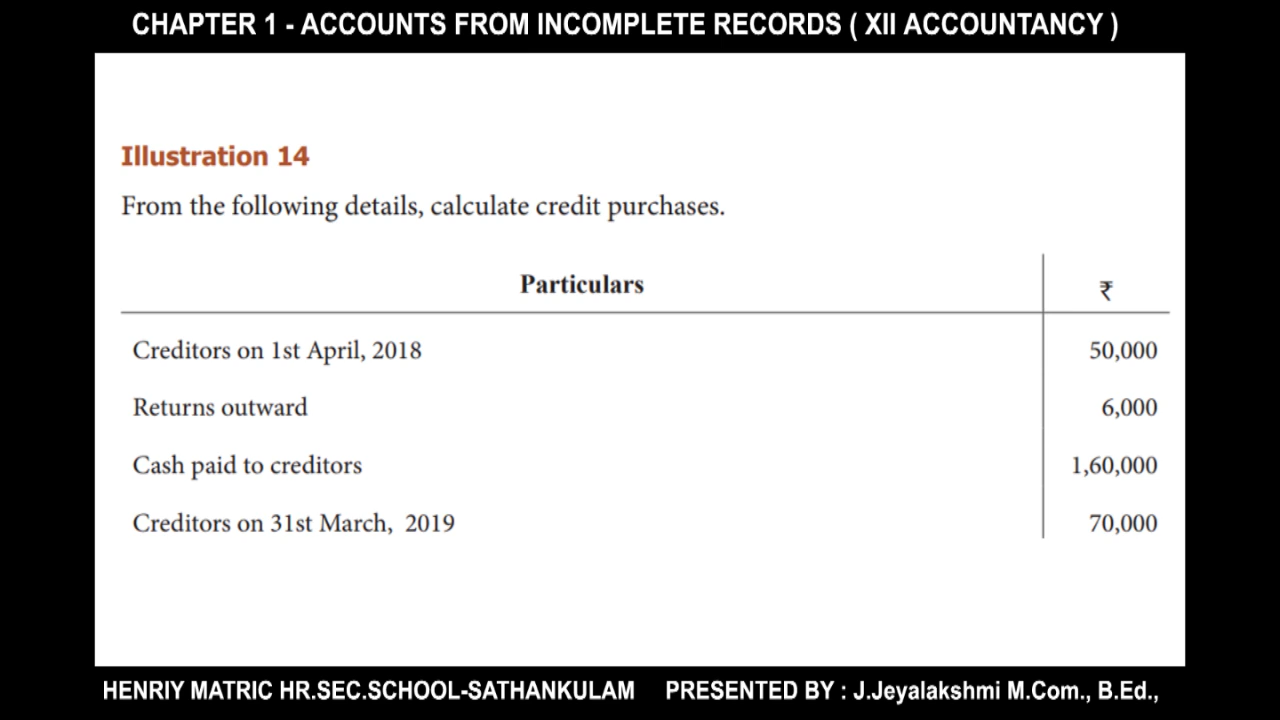 CHAPTER 1 - ACCOUNTS FROM INCOMPLETE RECORDS ( XII ACCOUNTANCY )
Illustration 14
From the following details, calculate credit purchases.
Particulars ₹
Creditors on 1st April, 2018 50,000
Returns outward 6,000
Cash paid to creditors 1,60,000
Creditors on 31st March, 2019 70,000
HENRIY MATRIC HR.SEC.SCHOOL-SATHANKULAM PRESENTED BY : J.Jeyalakshmi M.Com., B.Ed.,